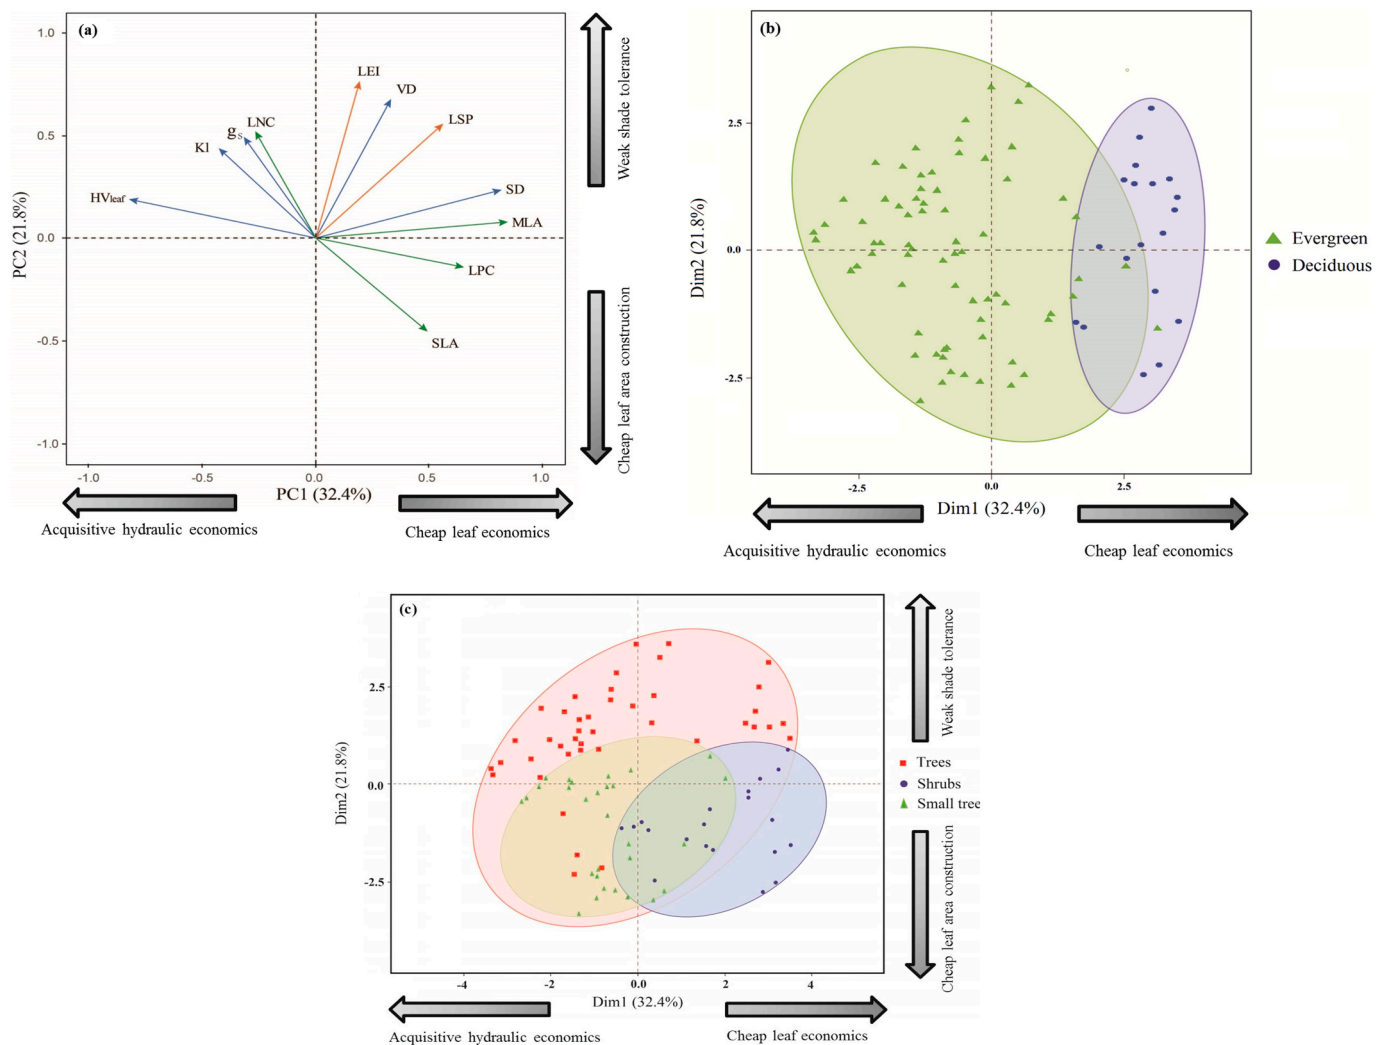 (a)
1.0
0.5
0.0
-0.5
-1.0
PC2 (21.8%)
LEI
VD
LSP
LNC
gs
Kl
HVleaf
SD
MLA
LPC
SLA
-1.0
-0.5
0.0
0.5
1.0
PC1 (32.4%)
Acquisitive hydraulic economics
Cheap leaf economics
Weak shade tolerance
Cheap leaf area construction
(b)
2.5
0.0
-2.5
Dim2 (21.8%)
-2.5
0.0
2.5
Dim1 (32.4%)
Acquisitive hydraulic economics
Cheap leaf economics
Evergreen
Deciduous
(c)
2.5
0.0
-2.5
Dim2 (21.8%)
-4
-2
0.0
2
4
Dim1 (32.4%)
Acquisitive hydraulic economics
Cheap leaf economics
Weak shade tolerance
Trees
Shrubs
Small tree
Cheap leaf area construction